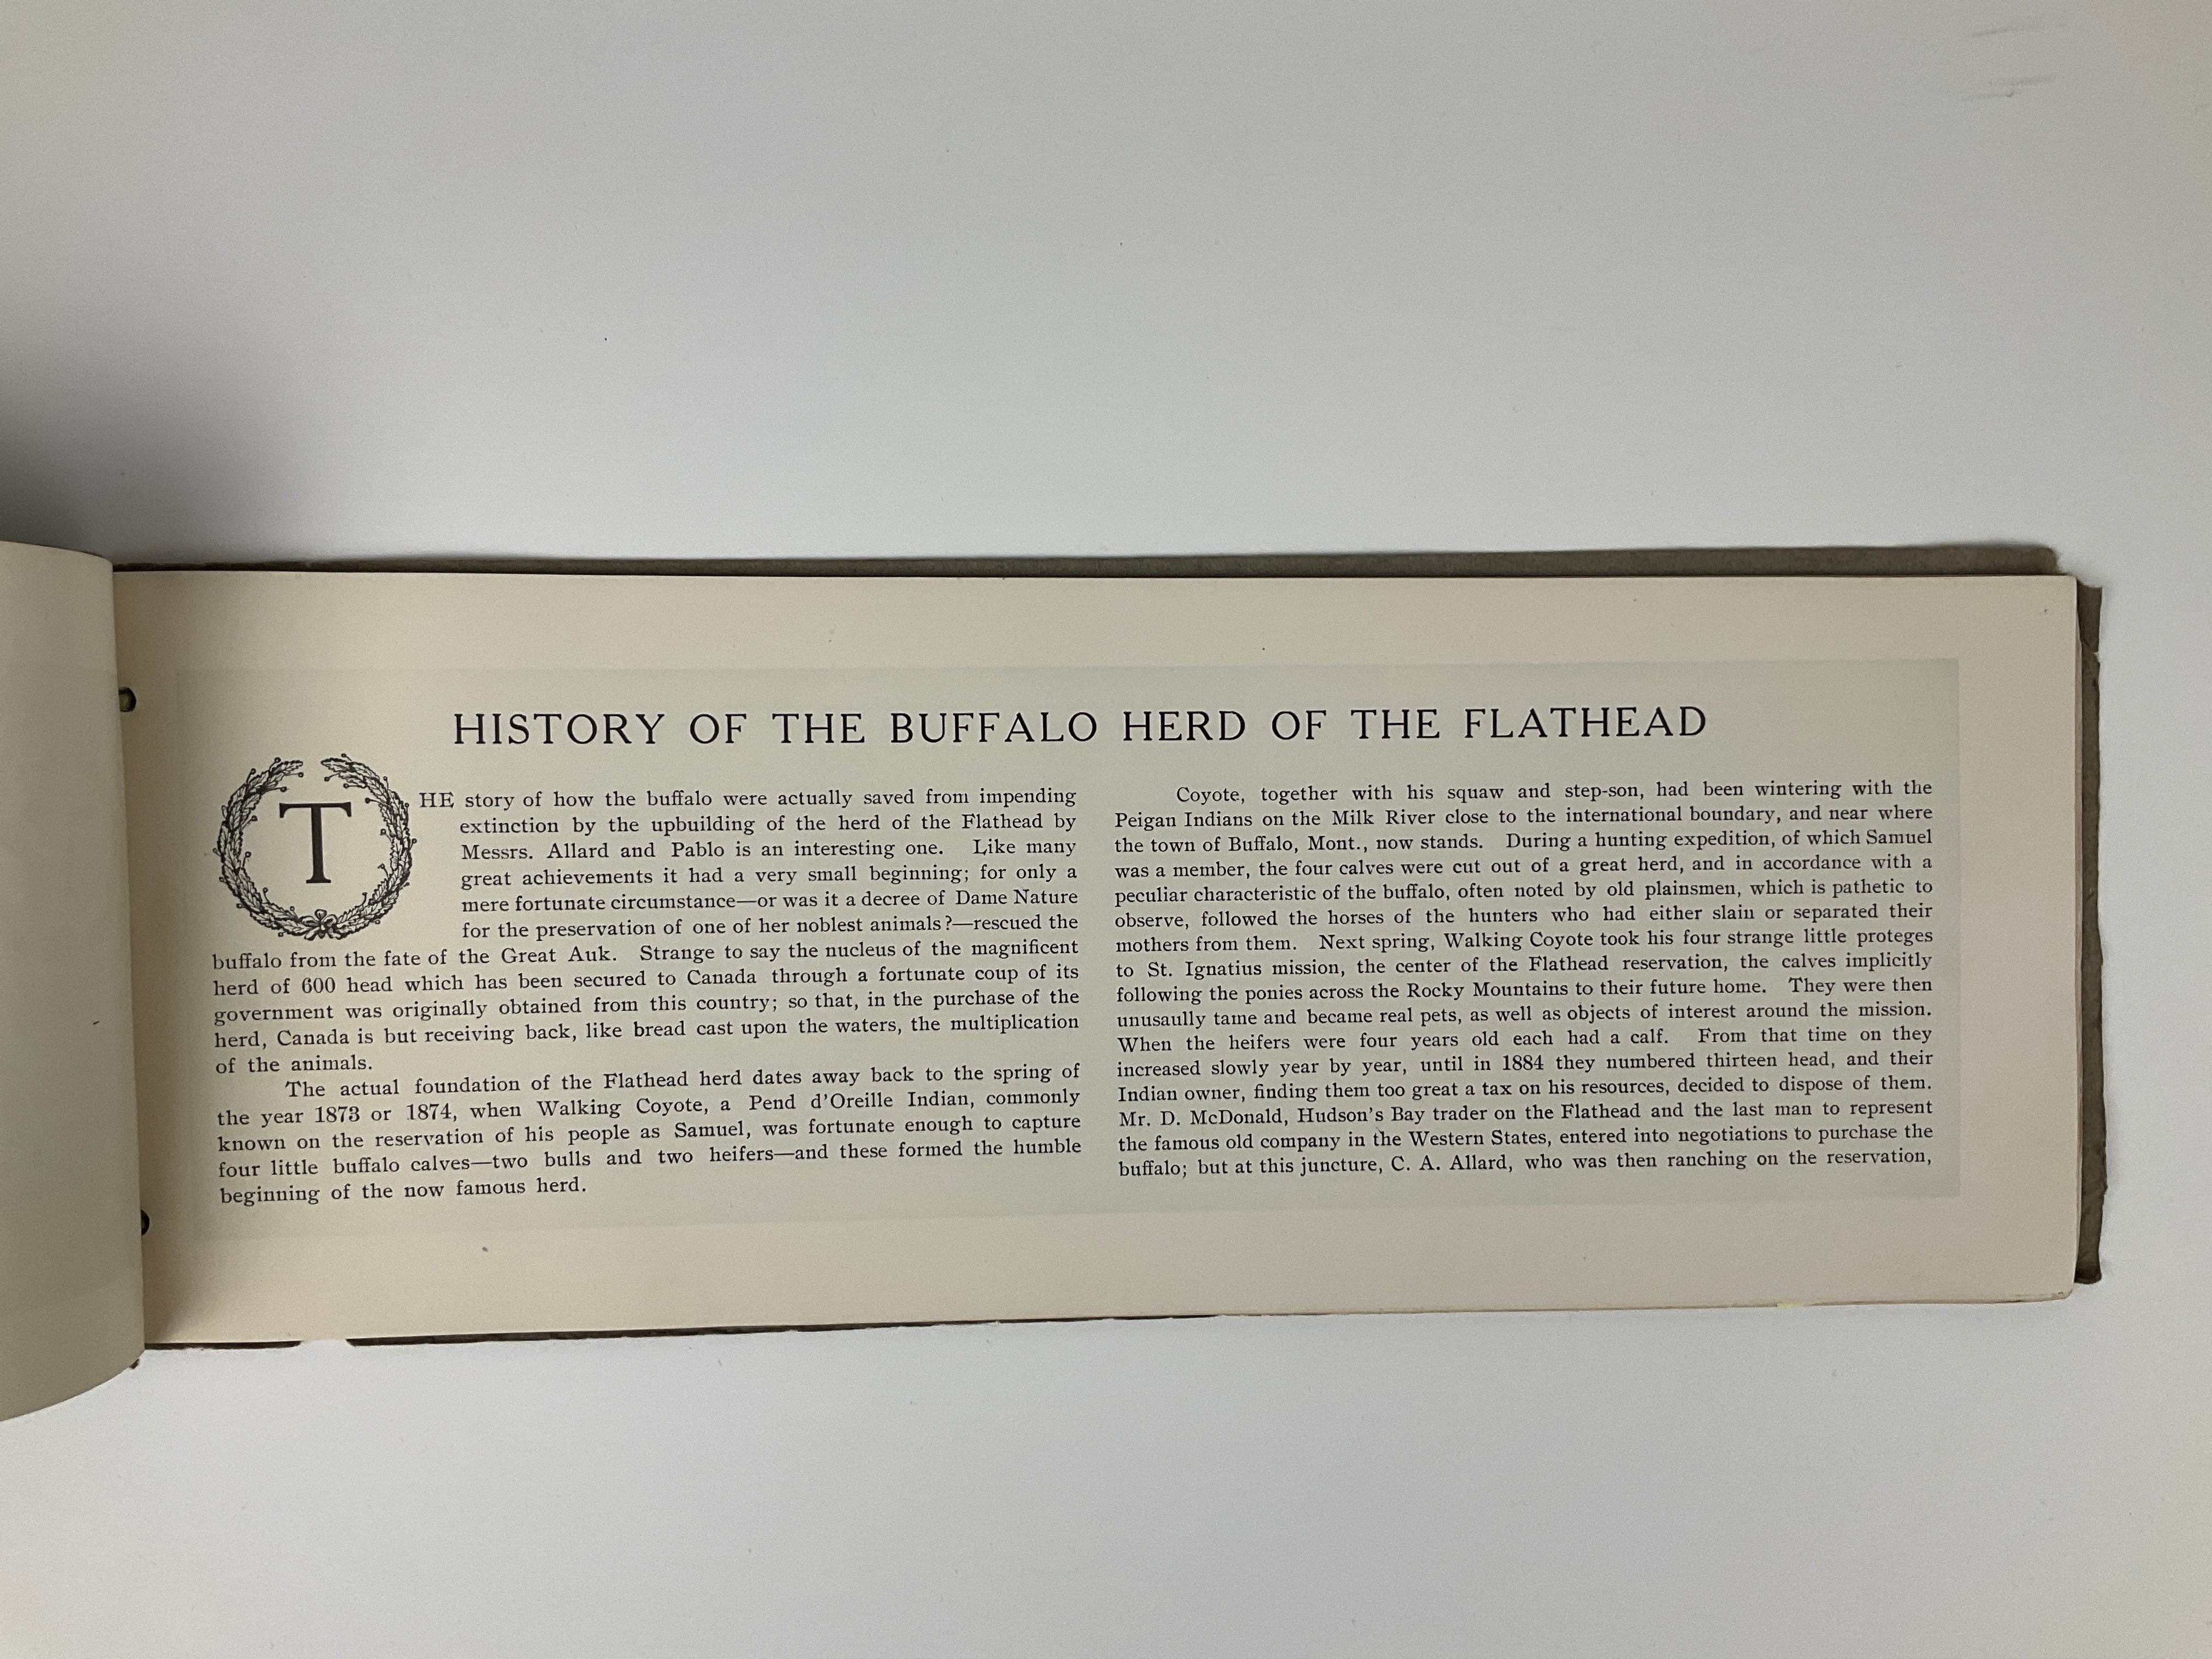 HISTORY OF THE BUFFALO HERD OF THE FLATHEAD
THE story of how the buffalo were actually saved from impending
extinction by the upbuilding of the herd of the Flathead by
Messrs. Allard and Pablo is an interesting one. Like many
great achievements it had a very small beginning; for only a
mere fortunate circumstance—or was it a decree of Dame Nature
for the preservation of one of her noblest animals?—rescued the
buffalo from the fate of the Great Auk. Strange to say the nucleus of the magnificent
herd of 600 head which has been secured to Canada through a fortunate coup of its
government was originally obtained from this country; so that, in the purchase of the
herd, Canada is but receiving back, like bread cast upon the waters, the multiplication
of the animals.
The actual foundation of the Flathead herd dates away back to the spring of
the year 1873 or 1874, when Walking Coyote, a Pend d'Oreille Indian, commonly
known on the reservation of his people as Samuel, was fortunate enough to capture
four little buffalo calves—two bulls and two heifers—and these formed the humble
beginning of the now famous herd.
Coyote, together with his squaw and step-son, had been wintering with the
Peigan Indians on the Milk River close to the international boundary, and near where
the town of Buffalo, Mont., now stands. During a hunting expedition, of which Samuel
was a member, the four calves were cut out of a great herd, and in accordance with a
peculiar characteristic of the buffalo, often noted by old plainsmen, which is pathetic to
observe, followed the horses of the hunters who had either slain or separated their
mothers from them. Next spring, Walking Coyote took his four strange little proteges
to St. Ignatius mission, the center of the Flathead reservation, the calves implicitly
following the ponies across the Rocky Mountains to their future home. They were then
unusaully tame and became real pets, as well as objects of interest around the mission.
When the heifers were four years old each had a calf. From that time on they
increased slowly year by year, until in 1884 they numbered thirteen head, and their
Indian owner, finding them too great a tax on his resources, decided to dispose of them.
Mr. D. McDonald, Hudson's Bay trader on the Flathead and the last man to represent
the famous old company in the Western States, entered into negotiations to purchase the
buffalo; but at this juncture, C. A. Allard, who was then ranching on the reservation,